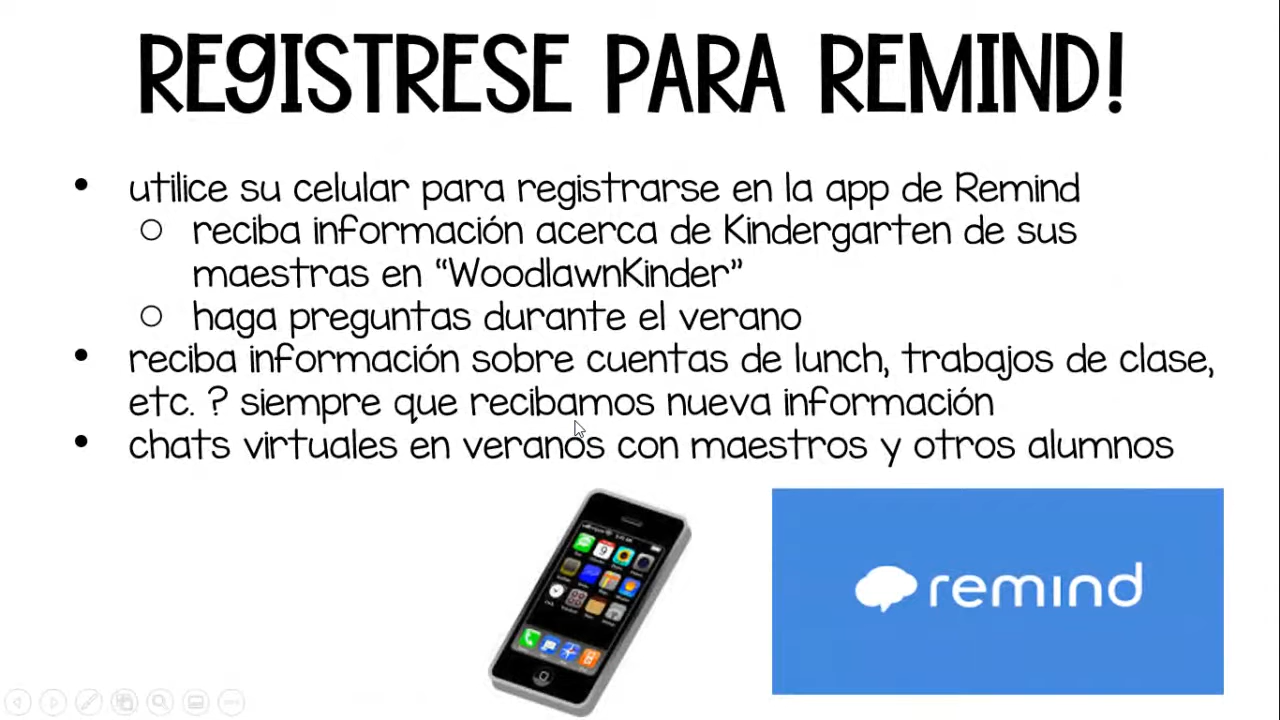 REGISTRESE PARA REMIND!
• utilice su celular para registrarse en la app de Remind
○ reciba información acerca de Kindergarten de sus
maestras en “WoodlawnKinder”
○ haga preguntas durante el verano
• reciba información sobre cuentas de lunch, trabajos de clase,
etc. ? siempre que recibamos nueva información
• chats virtuales en veranos con maestros y otros alumnos
remind